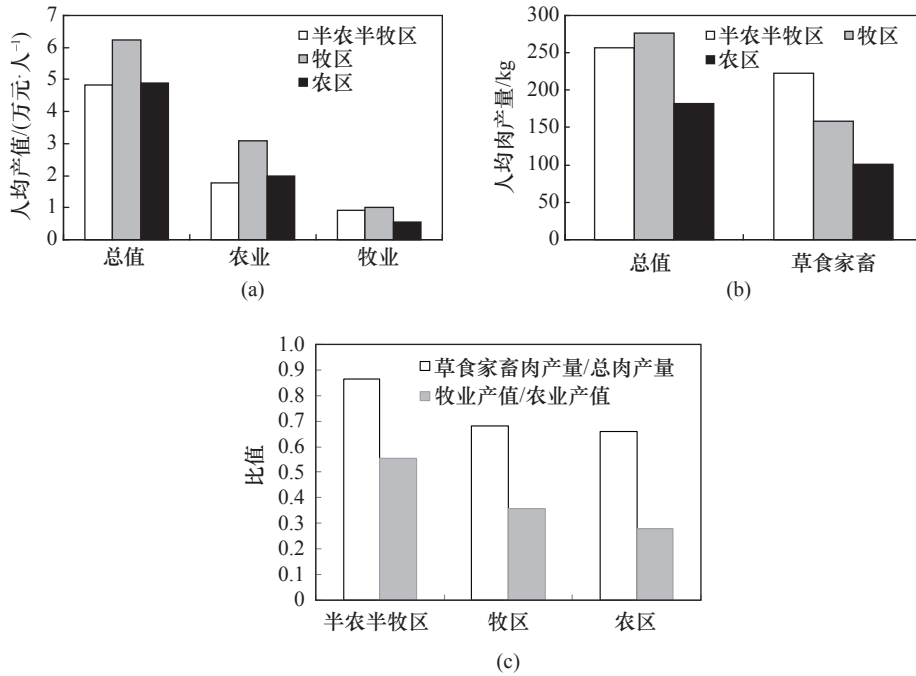 人均产值/(万元·人⁻¹)
7
6
5
4
3
2
1
0
半农半牧区
牧区
农区
总值 农业 牧业
(a)
人均肉产量/kg
300
250
200
150
100
50
0
半农半牧区 牧区
农区
总值 草食家畜
(b)
比值
1.0
0.9
0.8
0.7
0.6
0.5
0.4
0.3
0.2
0.1
0
草食家畜肉产量/总肉产量
牧业产值/农业产值
半农半牧区 牧区 农区
(c)